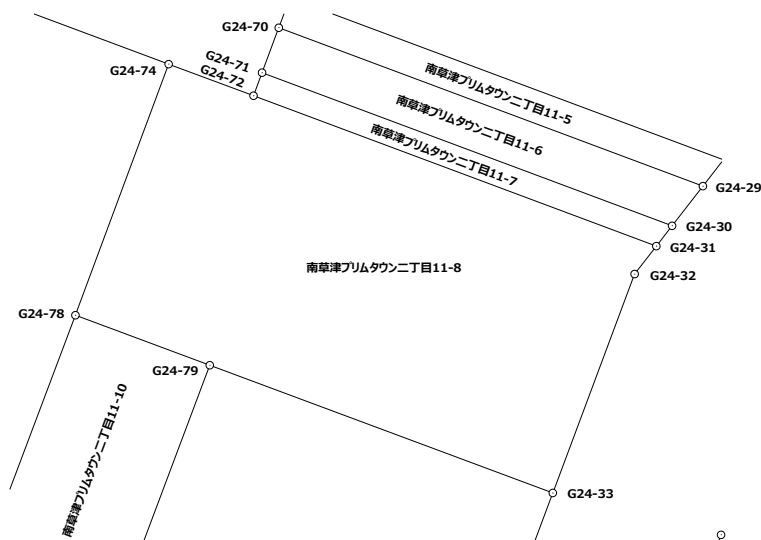 G24-70
G24-71
G24-74
G24-72
南草津プリムタウン二丁目11-5
南草津プリムタウン二丁目11-6
南草津プリムタウン二丁目11-7
G24-29
G24-30
G24-31
南草津プリムタウン二丁目11-8
G24-32
G24-78
G24-79
南草津プリムタウン二丁目11-10
G24-33